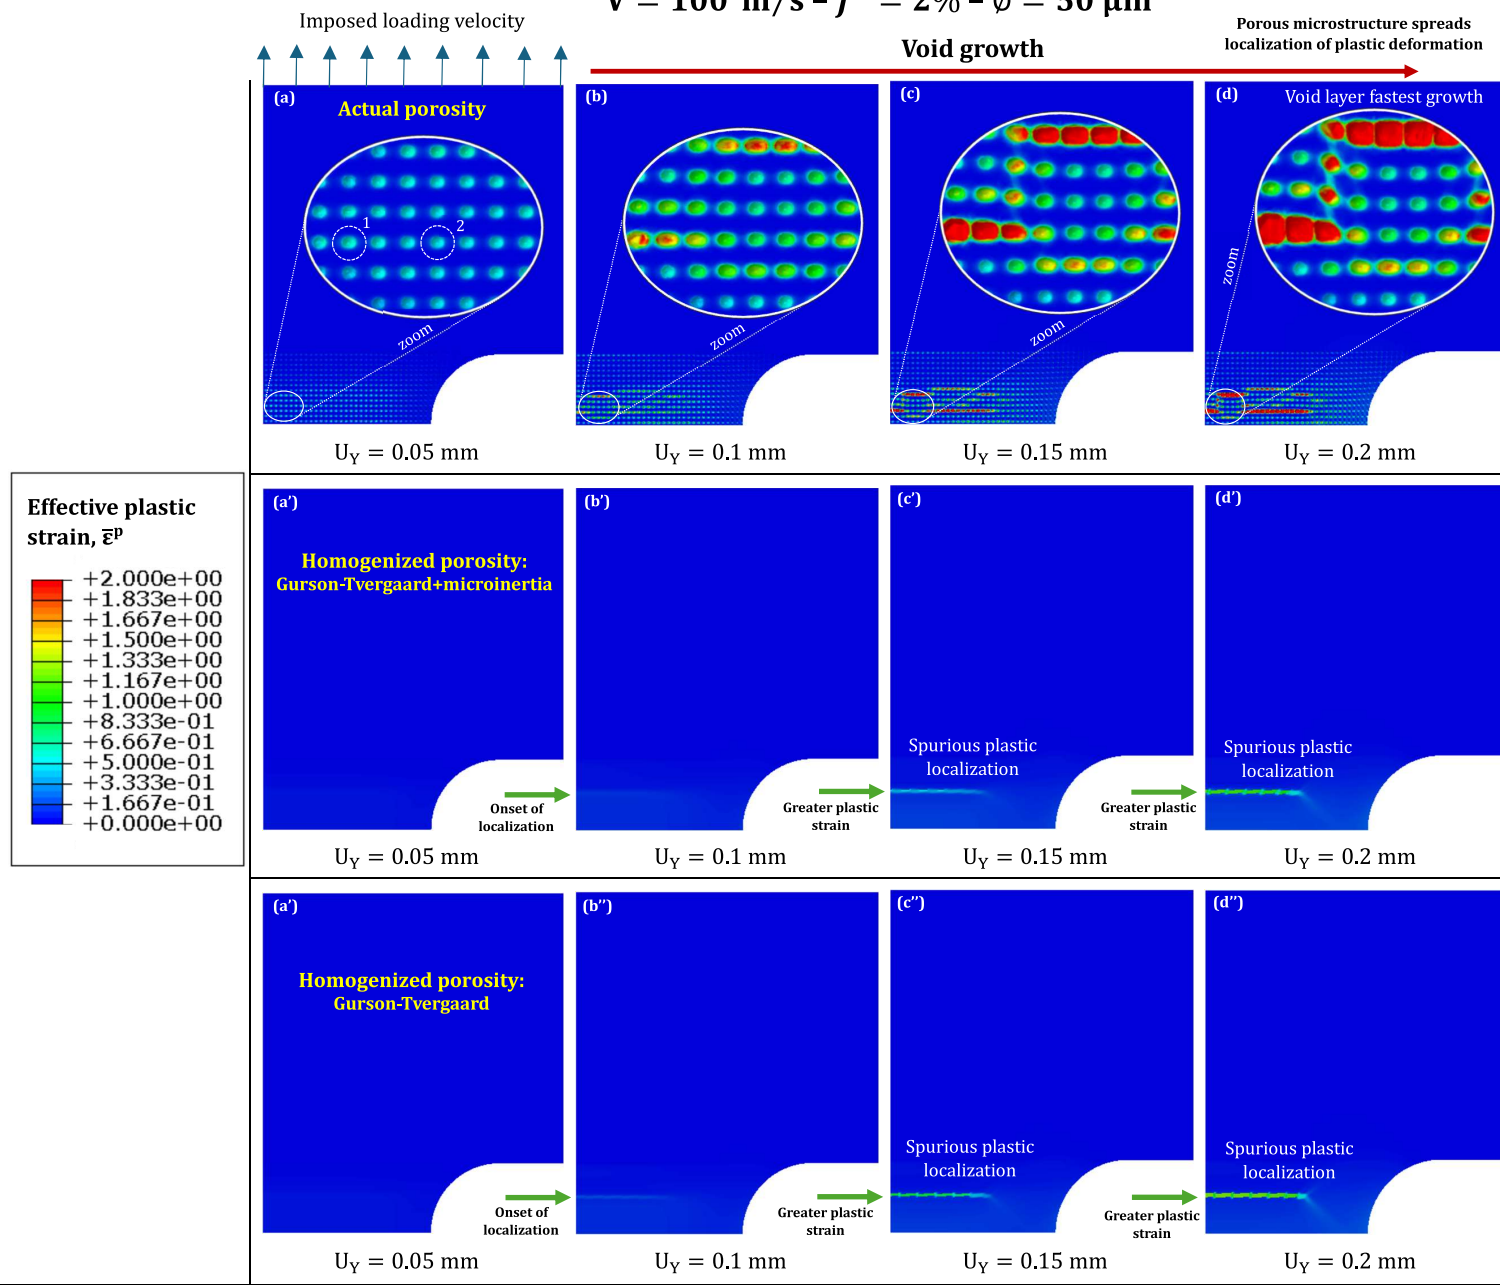 V = 100 m/s – f = 2% – ∅ = 50 μm
Imposed loading velocity
Void growth
Porous microstructure spreads
localization of plastic deformation
(a)
Actual porosity
1
2
zoom
U_Y = 0.05 mm
(b)
zoom
U_Y = 0.1 mm
(c)
zoom
U_Y = 0.15 mm
(d)
Void layer fastest growth
zoom
U_Y = 0.2 mm
Effective plastic
strain, ε̄ᵖ
+2.000e+00
+1.833e+00
+1.667e+00
+1.500e+00
+1.333e+00
+1.167e+00
+1.000e+00
+8.333e-01
+6.667e-01
+5.000e-01
+3.333e-01
+1.667e-01
+0.000e+00
(a')
Homogenized porosity:
Gurson-Tvergaard+microinertia
Onset of
localization
U_Y = 0.05 mm
(b')
Greater plastic
strain
U_Y = 0.1 mm
(c')
Spurious plastic
localization
Greater plastic
strain
U_Y = 0.15 mm
(d')
Spurious plastic
localization
U_Y = 0.2 mm
(a')
Homogenized porosity:
Gurson-Tvergaard
Onset of
localization
U_Y = 0.05 mm
(b'')
Greater plastic
strain
U_Y = 0.1 mm
(c'')
Spurious plastic
localization
Greater plastic
strain
U_Y = 0.15 mm
(d'')
Spurious plastic
localization
U_Y = 0.2 mm